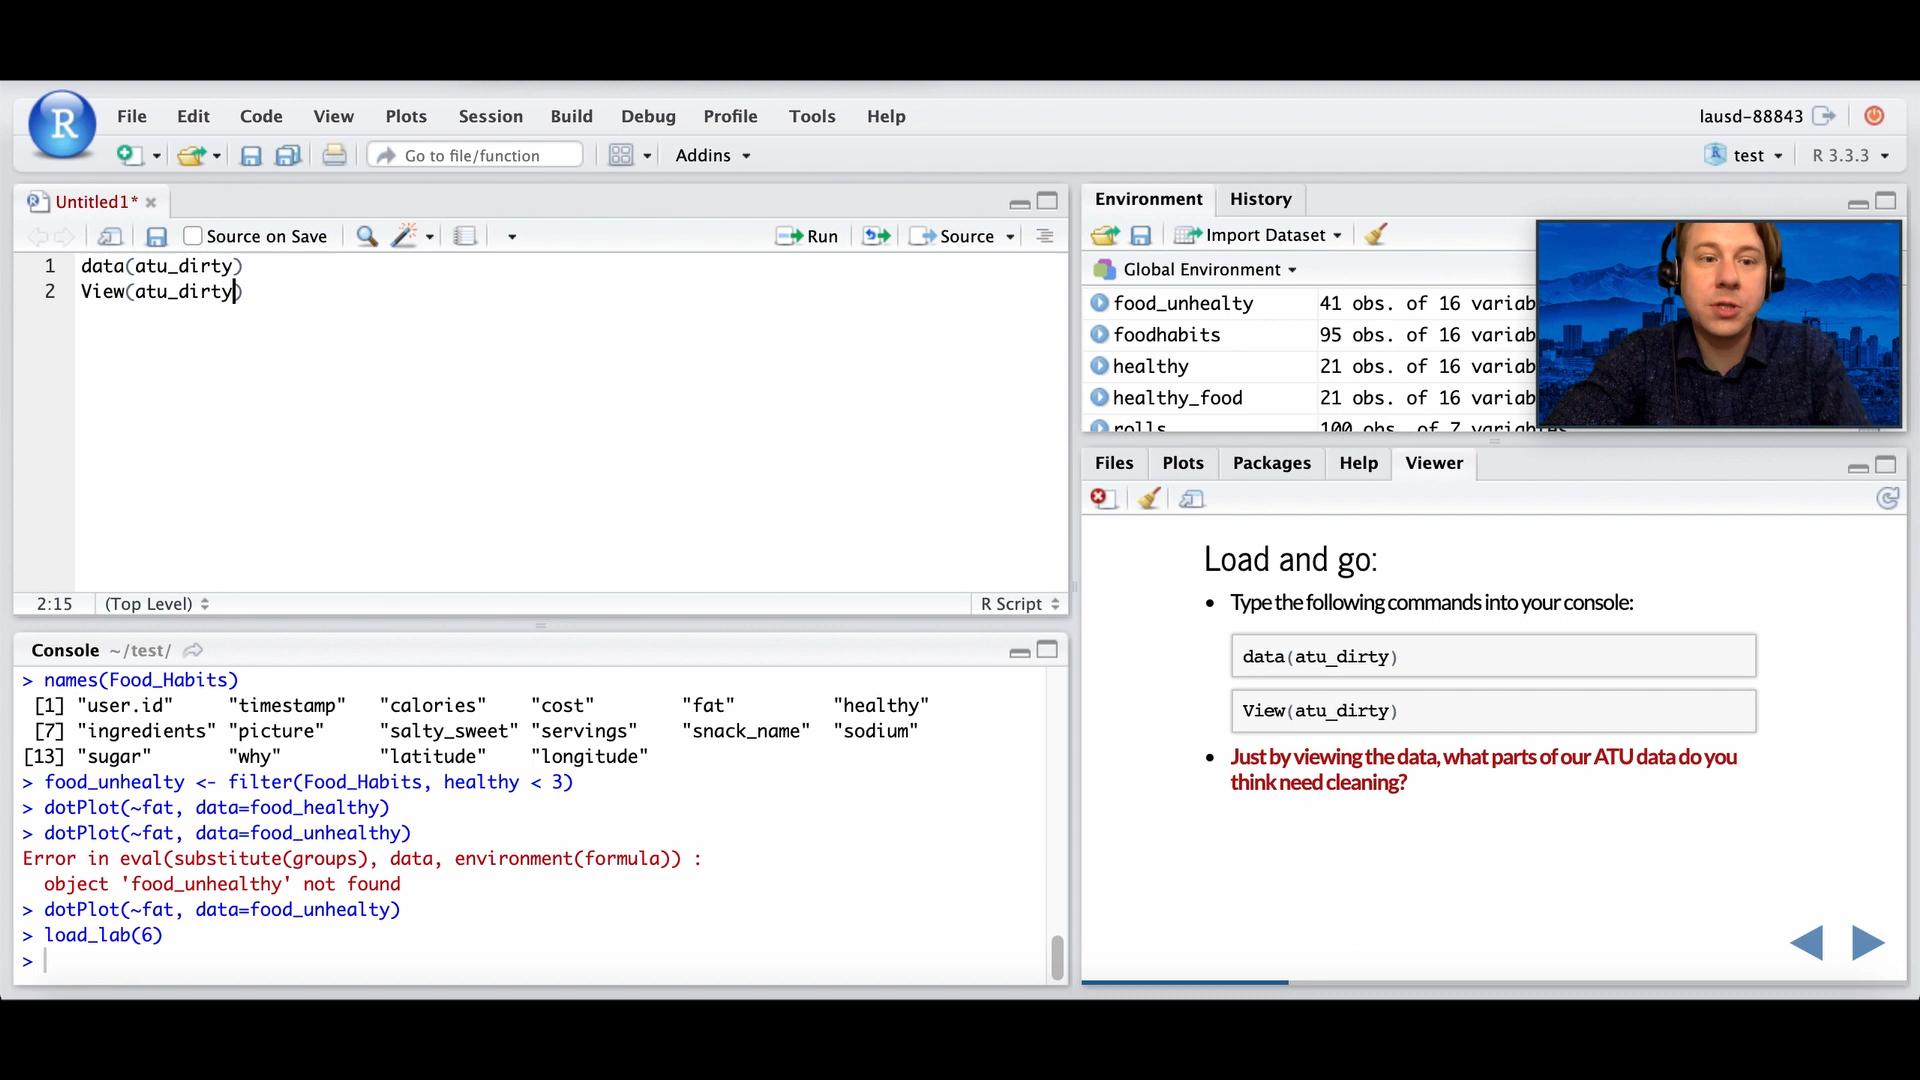 R
File Edit Code View Plots Session Build Debug Profile Tools Help
lausd-88843
Go to file/function
Addins
test
R 3.3.3
Untitled1*
Source on Save
Run
Source
1 data(atu_dirty)
2 View(atu_dirty)
2:15
(Top Level)
R Script
Console ~/test/
> names(Food_Habits)
[1] "user.id" "timestamp" "calories" "cost" "fat" "healthy"
[7] "ingredients" "picture" "salty_sweet" "servings" "snack_name" "sodium"
[13] "sugar" "why" "latitude" "longitude"
> food_unhealty <- filter(Food_Habits, healthy < 3)
> dotPlot(~fat, data=food_healthy)
> dotPlot(~fat, data=food_unhealthy)
Error in eval(substitute(groups), data, environment(formula)) :
object 'food_unhealthy' not found
> dotPlot(~fat, data=food_unhealty)
> load_lab(6)
>
Environment History
Import Dataset
Global Environment
food_unhealty 41 obs. of 16 variab
foodhabits 95 obs. of 16 variab
healthy 21 obs. of 16 variab
healthy_food 21 obs. of 16 variab
rolls 100 obs. of 7 variables
Files Plots Packages Help Viewer
Load and go:
• Type the following commands into your console:
data(atu_dirty)
View(atu_dirty)
• Just by viewing the data, what parts of our ATU data do you
think need cleaning?